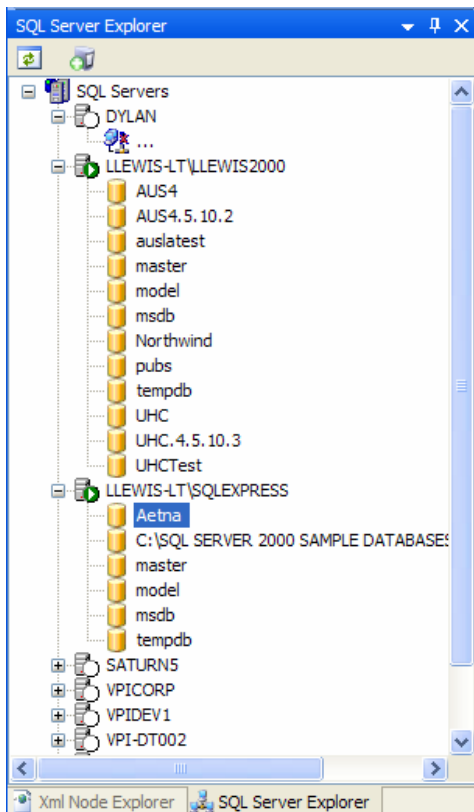 SQL Server Explorer
SQL Servers
DYLAN
...
LLEWIS-LT\LLEWIS2000
AUS4
AUS4.5.10.2
auslatest
master
model
msdb
Northwind
pubs
tempdb
UHC
UHC.4.5.10.3
UHCTest
LLEWIS-LT\SQLEXPRESS
Aetna
C:\SQL SERVER 2000 SAMPLE DATABASES
master
model
msdb
tempdb
SATURN5
VPICORP
VPIDEV1
VPI-DT002
Xml Node Explorer SQL Server Explorer